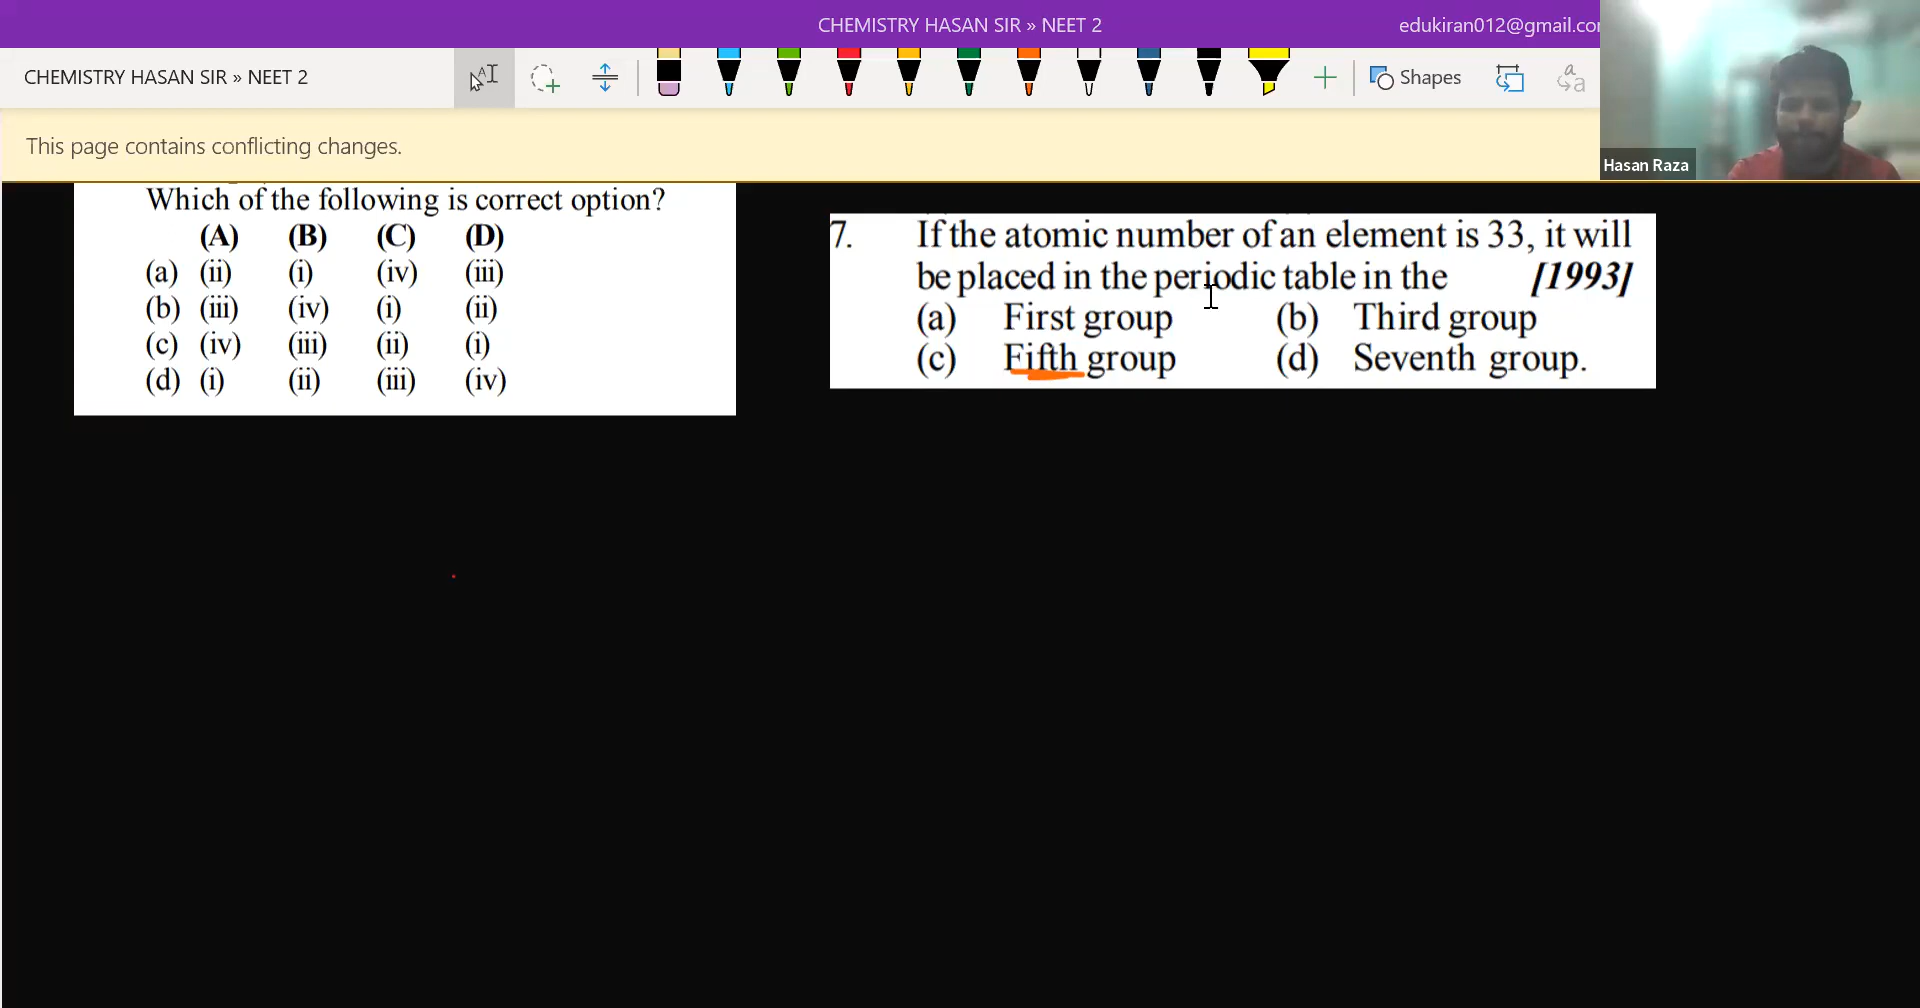 CHEMISTRY HASAN SIR » NEET 2
edukiran012@gmail.co
CHEMISTRY HASAN SIR » NEET 2
Shapes
Hasan Raza
This page contains conflicting changes.
Which of the following is correct option?
(A) (B) (C) (D)
(a) (ii) (i) (iv) (iii)
(b) (iii) (iv) (i) (ii)
(c) (iv) (iii) (ii) (i)
(d) (i) (ii) (iii) (iv)
7. If the atomic number of an element is 33, it will
be placed in the periodic table in the [1993]
(a) First group (b) Third group
(c) Fifth group (d) Seventh group.